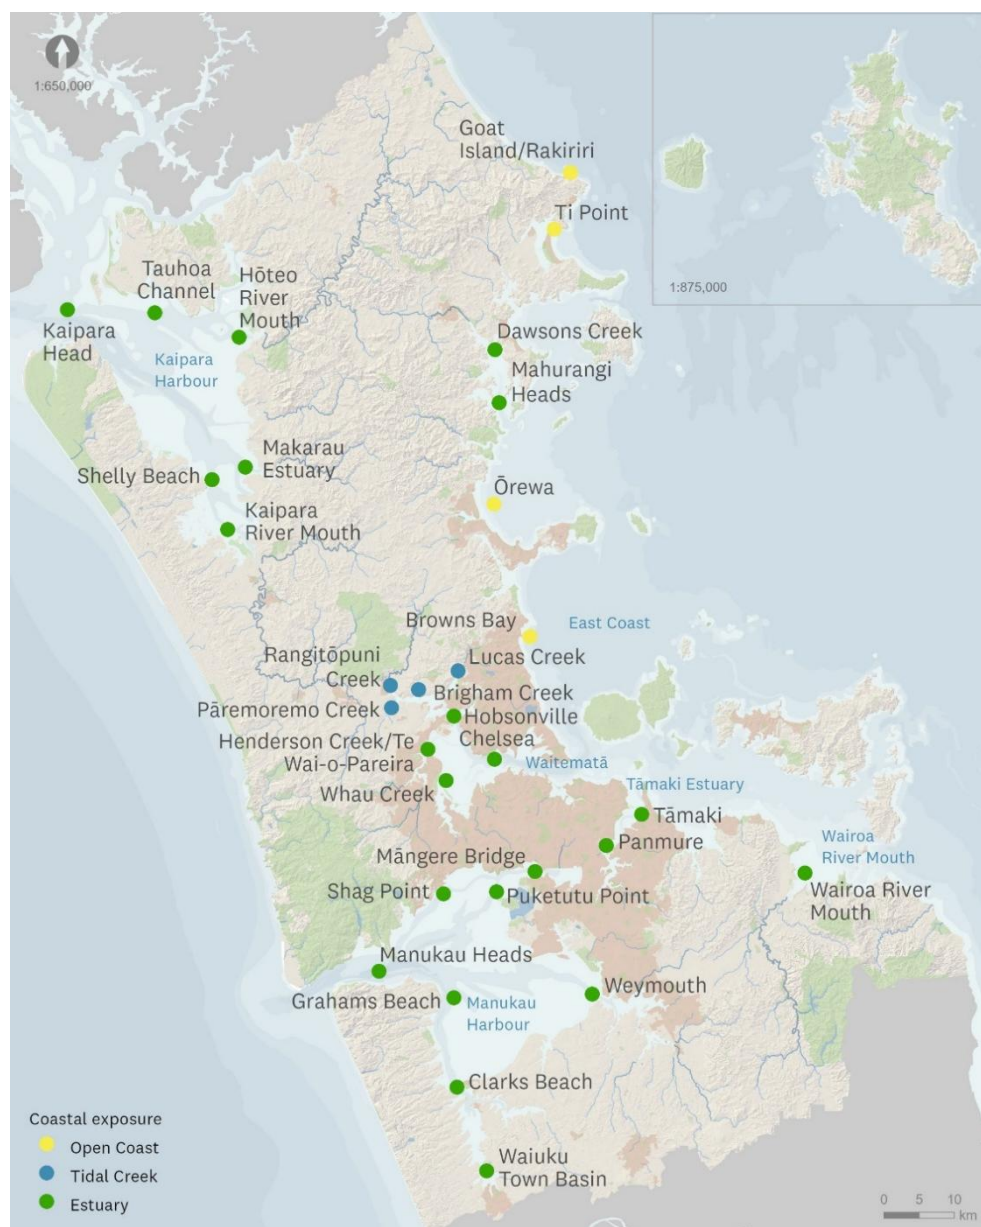 1:650,000
Goat
Island/Rakiriri
Ti Point
1:875,000
Tauhoa
Channel
Hōteo
River
Mouth
Kaipara
Head
Kaipara
Harbour
Dawsons Creek
Mahurangi
Heads
Makarau
Estuary
Shelly Beach
Ōrewa
Kaipara
River Mouth
Browns Bay
East Coast
Rangitōpuni
Creek
Lucas Creek
Brigham Creek
Pāremoremo Creek
Hobsonville
Chelsea
Henderson Creek/Te
Wai-o-Pareira
Waitematā
Whau Creek
Tāmaki Estuary
Tāmaki
Panmure
Wairoa
River Mouth
Māngere Bridge
Shag Point
Puketutu Point
Wairoa River
Mouth
Manukau Heads
Grahams Beach
Weymouth
Manukau
Harbour
Clarks Beach
Waiuku
Town Basin
Coastal exposure
Open Coast
Tidal Creek
Estuary
0 5 10
km